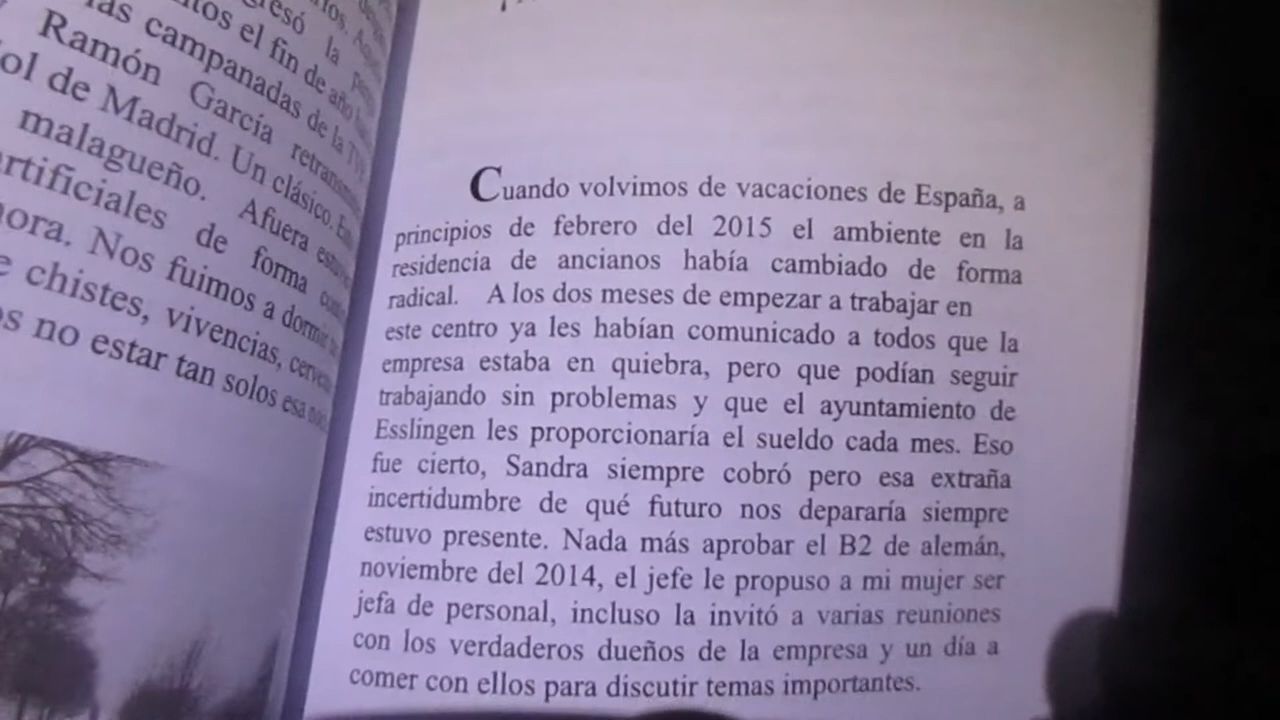 las campanadas de la
Ramón García
de Madrid. Un clásico.
malagueño. Afuera
de forma
Nos fuimos a dormir
chistes, vivencias,
no estar tan solos esa
Cuando volvimos de vacaciones de España, a
principios de febrero del 2015 el ambiente en la
residencia de ancianos había cambiado de forma
radical. A los dos meses de empezar a trabajar en
este centro ya les habían comunicado a todos que la
empresa estaba en quiebra, pero que podían seguir
trabajando sin problemas y que el ayuntamiento de
Esslingen les proporcionaría el sueldo cada mes. Eso
fue cierto, Sandra siempre cobró pero esa extraña
incertidumbre de qué futuro nos depararía siempre
estuvo presente. Nada más aprobar el B2 de alemán,
noviembre del 2014, el jefe le propuso a mi mujer ser
jefa de personal, incluso la invitó a varias reuniones
con los verdaderos dueños de la empresa y un día a
comer con ellos para discutir temas importantes.